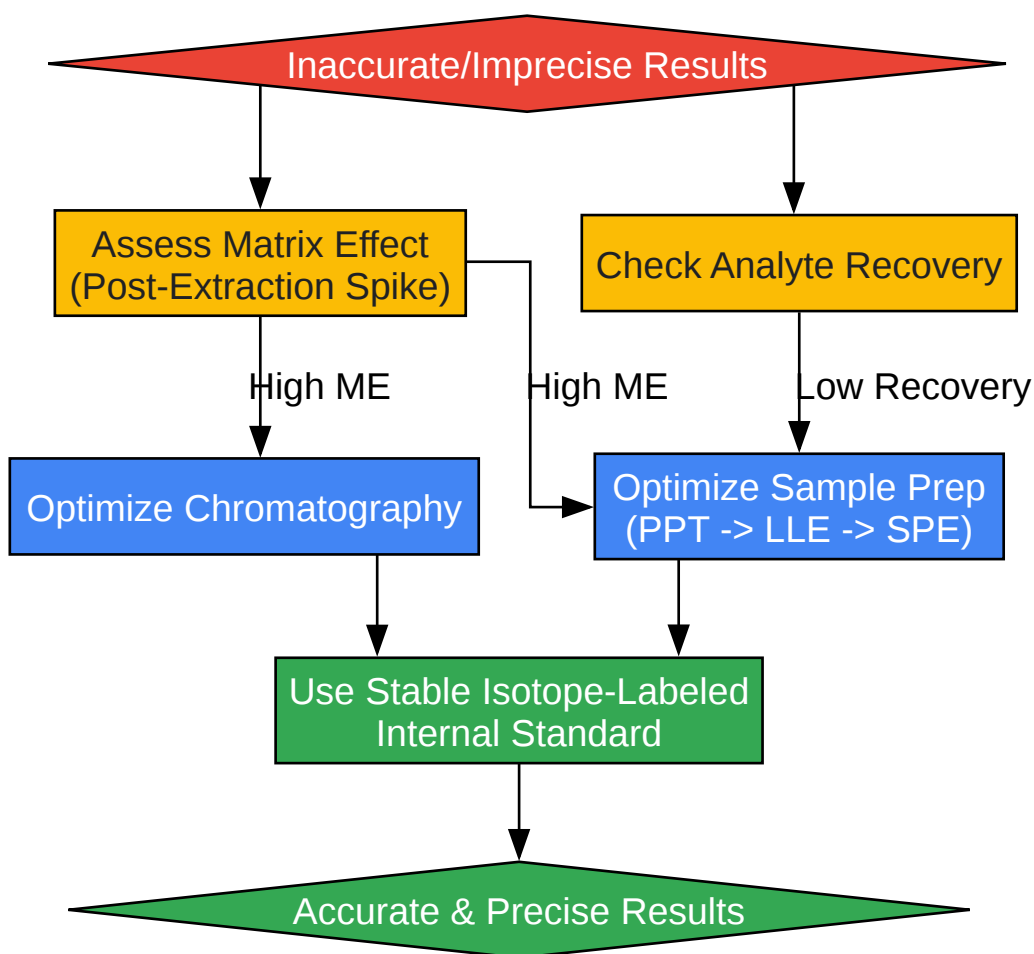 Inaccurate/Imprecise Results
Assess Matrix Effect
(Post-Extraction Spike)
Check Analyte Recovery
High ME
High ME
Low Recovery
Optimize Chromatography
Optimize Sample Prep
(PPT -> LLE -> SPE)
Use Stable Isotope-Labeled
Internal Standard
Accurate & Precise Results